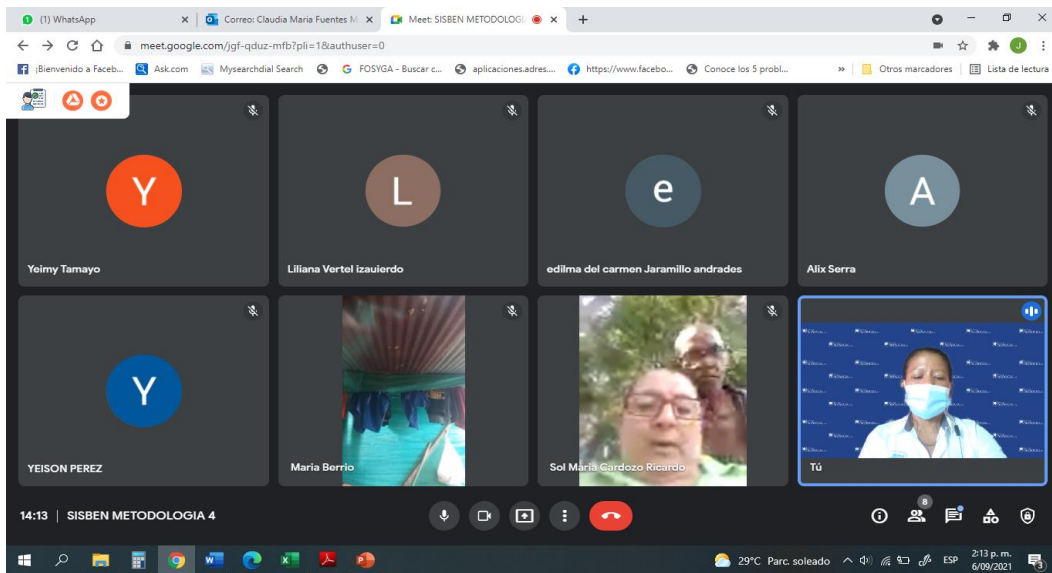 (1) WhatsApp
Correo: Claudia Maria Fuentes M
Meet: SISBEN METODOLOGI
meet.google.com/jgf-qduz-mfb?pli=1&authuser=0
¡Bienvenido a Faceb...
Ask.com
Mysearchdial Search
FOSYGA - Buscar c...
aplicaciones.adres....
https://www.facebo...
Conoce los 5 probl...
»
Otros marcadores
Lista de lectura
J
Y
L
e
A
Yeimy Tamayo
Liliana Vertel izauierdo
edilma del carmen Jaramillo andrades
Alix Serra
Y
YEISON PEREZ
Maria Berrio
Sol Maria Cardozo Ricardo
Tú
14:13 | SISBEN METODOLOGIA 4
8
29°C Parc. soleado
ESP
2:13 p. m.
6/09/2021
3